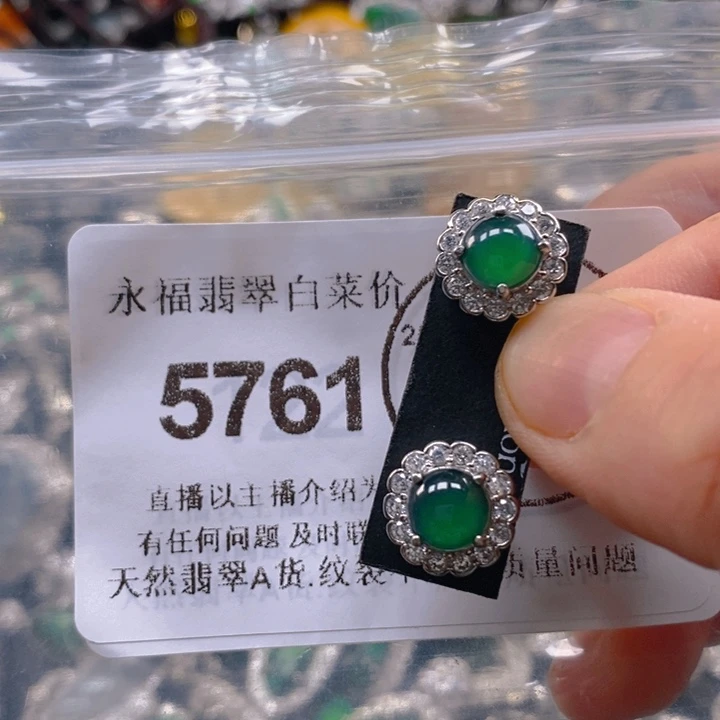 永福翡翠白菜价
5761
直播以主播介绍
有任何问题 及时联
天然翡翠A货.纹裂 质量问题